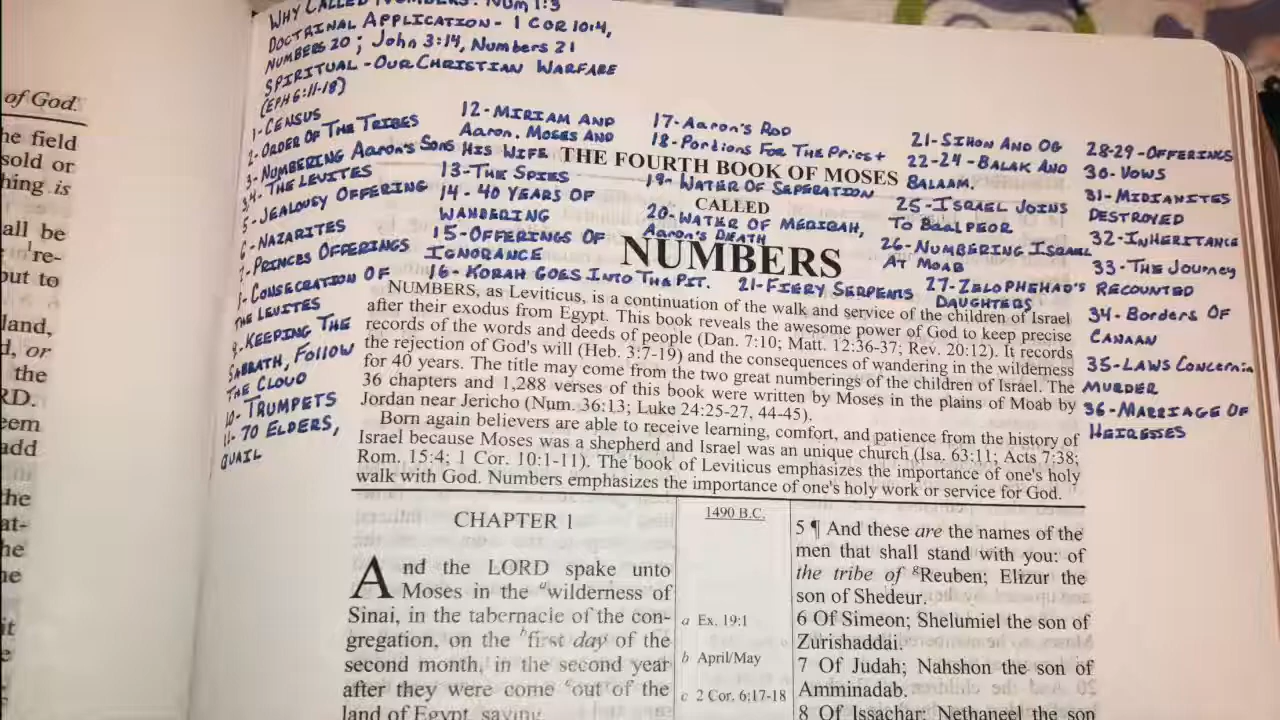 of God.
he field
sold or
hing is
all be
in 're-
out to
land,
d, or
the
RD.
eem
add
the
at-
he
ne
it
e
WHY CALLED NUMBERS: NUM 1:3
DOCTRINAL APPLICATION - 1 COR 10:4,
NUMBERS 20; John 3:14, Numbers 21
SPIRITUAL - OUR CHRISTIAN WARFARE
(EPH 6:11-18)
1- CENSUS
2- ORDER OF THE TRIBES
3- NUMBERING Aaron's Sons
3,4- THE LEVITES
5- JEALOUSY OFFERING
6- NAZARITES
7- PRINCES OFFERINGS
8- CONSECRATION OF
THE LEVITES
9- KEEPING THE
SABBATH, FOLLOW
THE CLOUD
10- TRUMPETS
11- 70 ELDERS,
QUAIL
12- MIRIAM AND
Aaron. MOSES AND
HIS WIFE
13- THE SPIES
14- 40 YEARS OF
WANDERING
15- OFFERINGS OF
IGNORANCE
16- KORAH GOES INTO THE PIT.
17- Aaron's ROD
18- Portions FOR THE Priest
19- WATER OF SEPERATION
20- WATER OF MERIBAH,
Aaron's DEATH
21- FIERY SERPENTS
21- SIHON AND OG
22-24- BALAK AND
BALAAM.
25- ISRAEL JOINS
TO BaalPEOR
26- NUMBERING ISRAEL
AT MOAB
27- ZELOPHEHAD'S
DAUGHTERS
28-29- OFFERINGS
30- VOWS
31- MIDIANITES
DESTROYED
32- INHERITANCE
33- THE Journey
RECOUNTED
34- Borders OF
CANAAN
35- LAWS Concernin
MURDER
36- MARRIAGE OF
HEIRESSES
THE FOURTH BOOK OF MOSES
CALLED
NUMBERS
NUMBERS, as Leviticus, is a continuation of the walk and service of the children of Israel
after their exodus from Egypt. This book reveals the awesome power of God to keep precise
records of the words and deeds of people (Dan. 7:10; Matt. 12:36-37; Rev. 20:12). It records
the rejection of God's will (Heb. 3:7-19) and the consequences of wandering in the wilderness
for 40 years. The title may come from the two great numberings of the children of Israel. The
36 chapters and 1,288 verses of this book were written by Moses in the plains of Moab by
Jordan near Jericho (Num. 36:13; Luke 24:25-27, 44-45).
Born again believers are able to receive learning, comfort, and patience from the history of
Israel because Moses was a shepherd and Israel was an unique church (Isa. 63:11; Acts 7:38;
Rom. 15:4; 1 Cor. 10:1-11). The book of Leviticus emphasizes the importance of one's holy
walk with God. Numbers emphasizes the importance of one's holy work or service for God.
CHAPTER 1
And the LORD spake unto
Moses in the "wilderness of
Sinai, in the tabernacle of the con-
gregation, on the ᵇfirst day of the
second month, in the second year
after they were come ᶜout of the
land of Egypt, saying,
1490 B.C.
a Ex. 19:1
b April/May
c 2 Cor. 6:17-18
5 ¶ And these are the names of the
men that shall stand with you: of
the tribe of ᵍReuben; Elizur the
son of Shedeur.
6 Of Simeon; Shelumiel the son of
Zurishaddai.
7 Of Judah; Nahshon the son of
Amminadab.
8 Of Issachar; Nethaneel the son